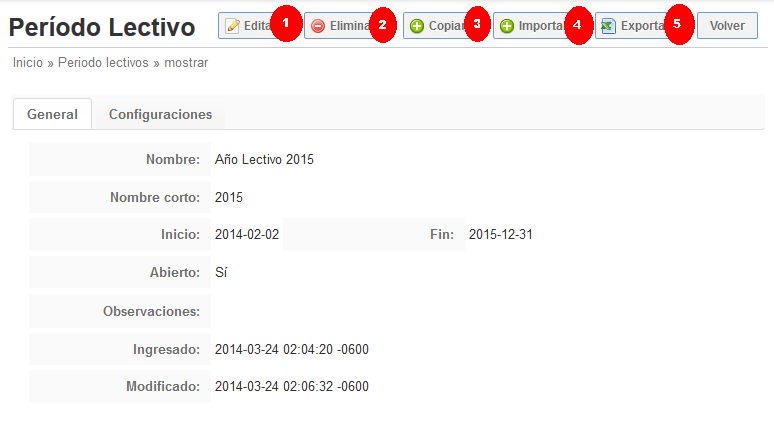 Período Lectivo
Edita 1 Elimina 2 Copiar 3 Importa 4 Exporta 5 Volver
Inicio » Periodo lectivos » mostrar
General Configuraciones
Nombre: Año Lectivo 2015
Nombre corto: 2015
Inicio: 2014-02-02 Fin: 2015-12-31
Abierto: Sí
Observaciones:
Ingresado: 2014-03-24 02:04:20 -0600
Modificado: 2014-03-24 02:06:32 -0600